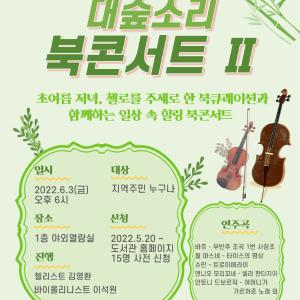 대숲소리
북콘서트 II
초여름 저녁, 첼로를 주제로 한 북큐레이션과
함께하는 일상 속 힐링 북콘서트
일시
2022.6.3(금)
오후 6시
대상
지역주민 누구나
장소
1층 야외열람실
신청
2022.5.20 ~
도서관 홈페이지
15명 사전 신청
진행
첼리스트 김영환
바이올리니스트 이석원
연주곡
바흐 - 무반주 조곡 1번 사장조
쥘 마스네 - 타이스의 명상
슈만 - 트로이메라이
엔니오 모리꼬네 - 넬라 판타지아
안토니 드보르작 - 어머니가
가르쳐준 노래 외